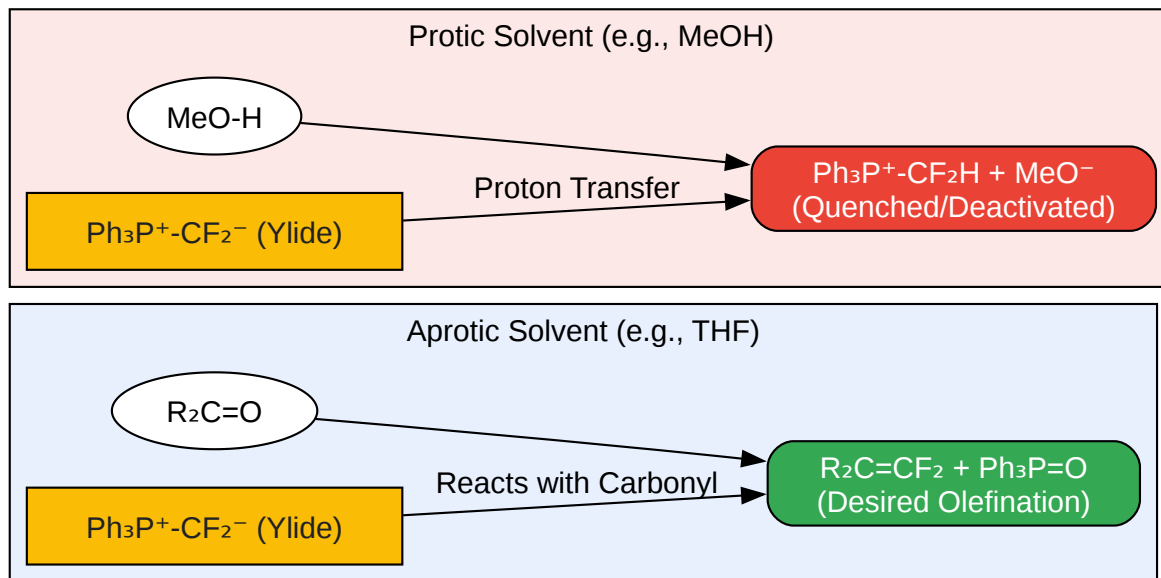 Protic Solvent (e.g., MeOH)
MeO-H
Proton Transfer
Ph₃P⁺-CF₂⁻ (Ylide)
Ph₃P⁺-CF₂H + MeO⁻
(Quenched/Deactivated)
Aprotic Solvent (e.g., THF)
R₂C=O
Reacts with Carbonyl
Ph₃P⁺-CF₂⁻ (Ylide)
R₂C=CF₂ + Ph₃P=O
(Desired Olefination)